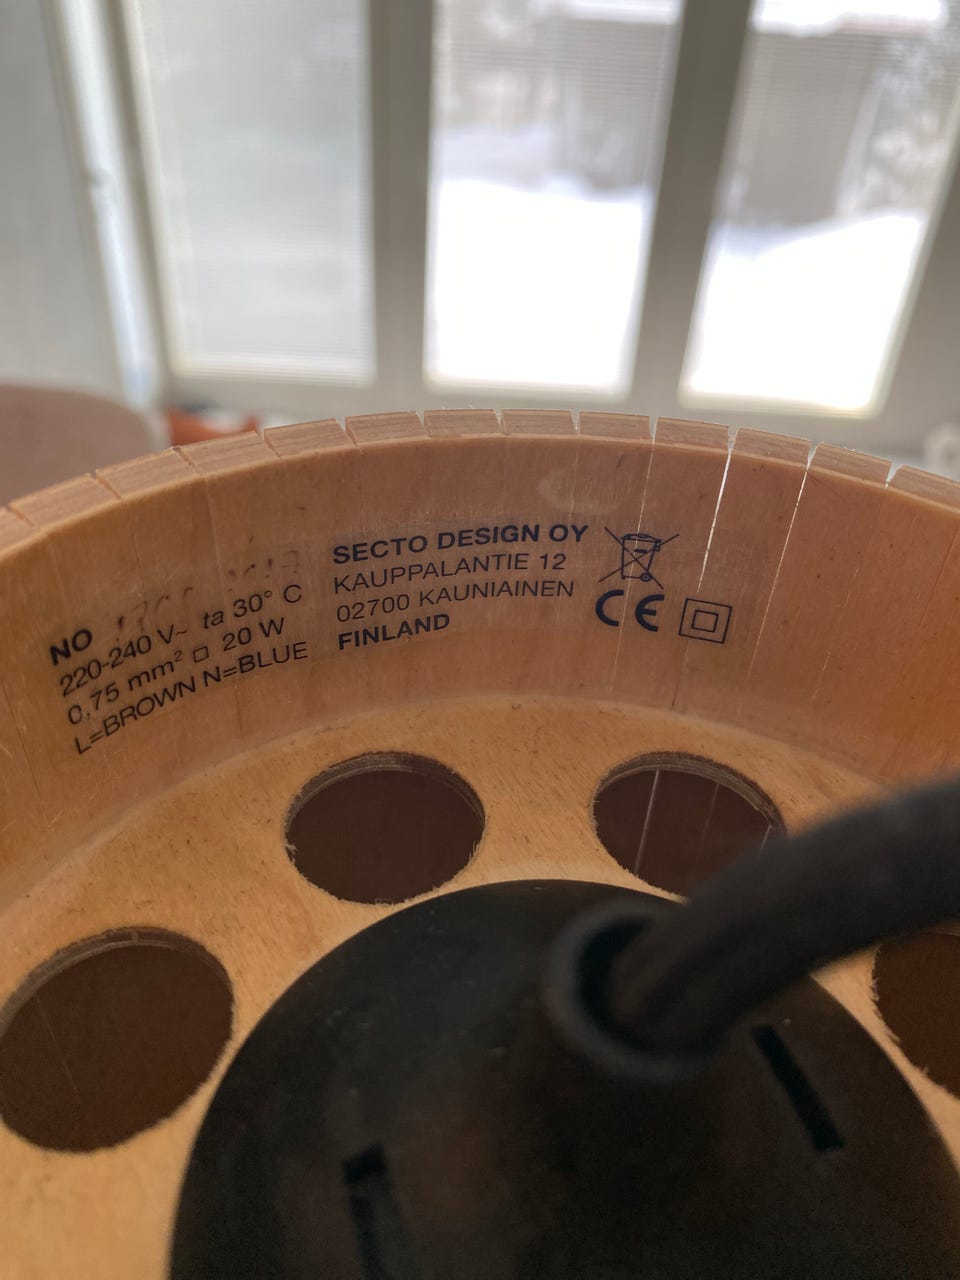 NO
220-240 V~ ta 30° C
0,75 mm² 20 W
L=BROWN N=BLUE
SECTO DESIGN OY
KAUPPALANTIE 12
02700 KAUNIAINEN
FINLAND
CE